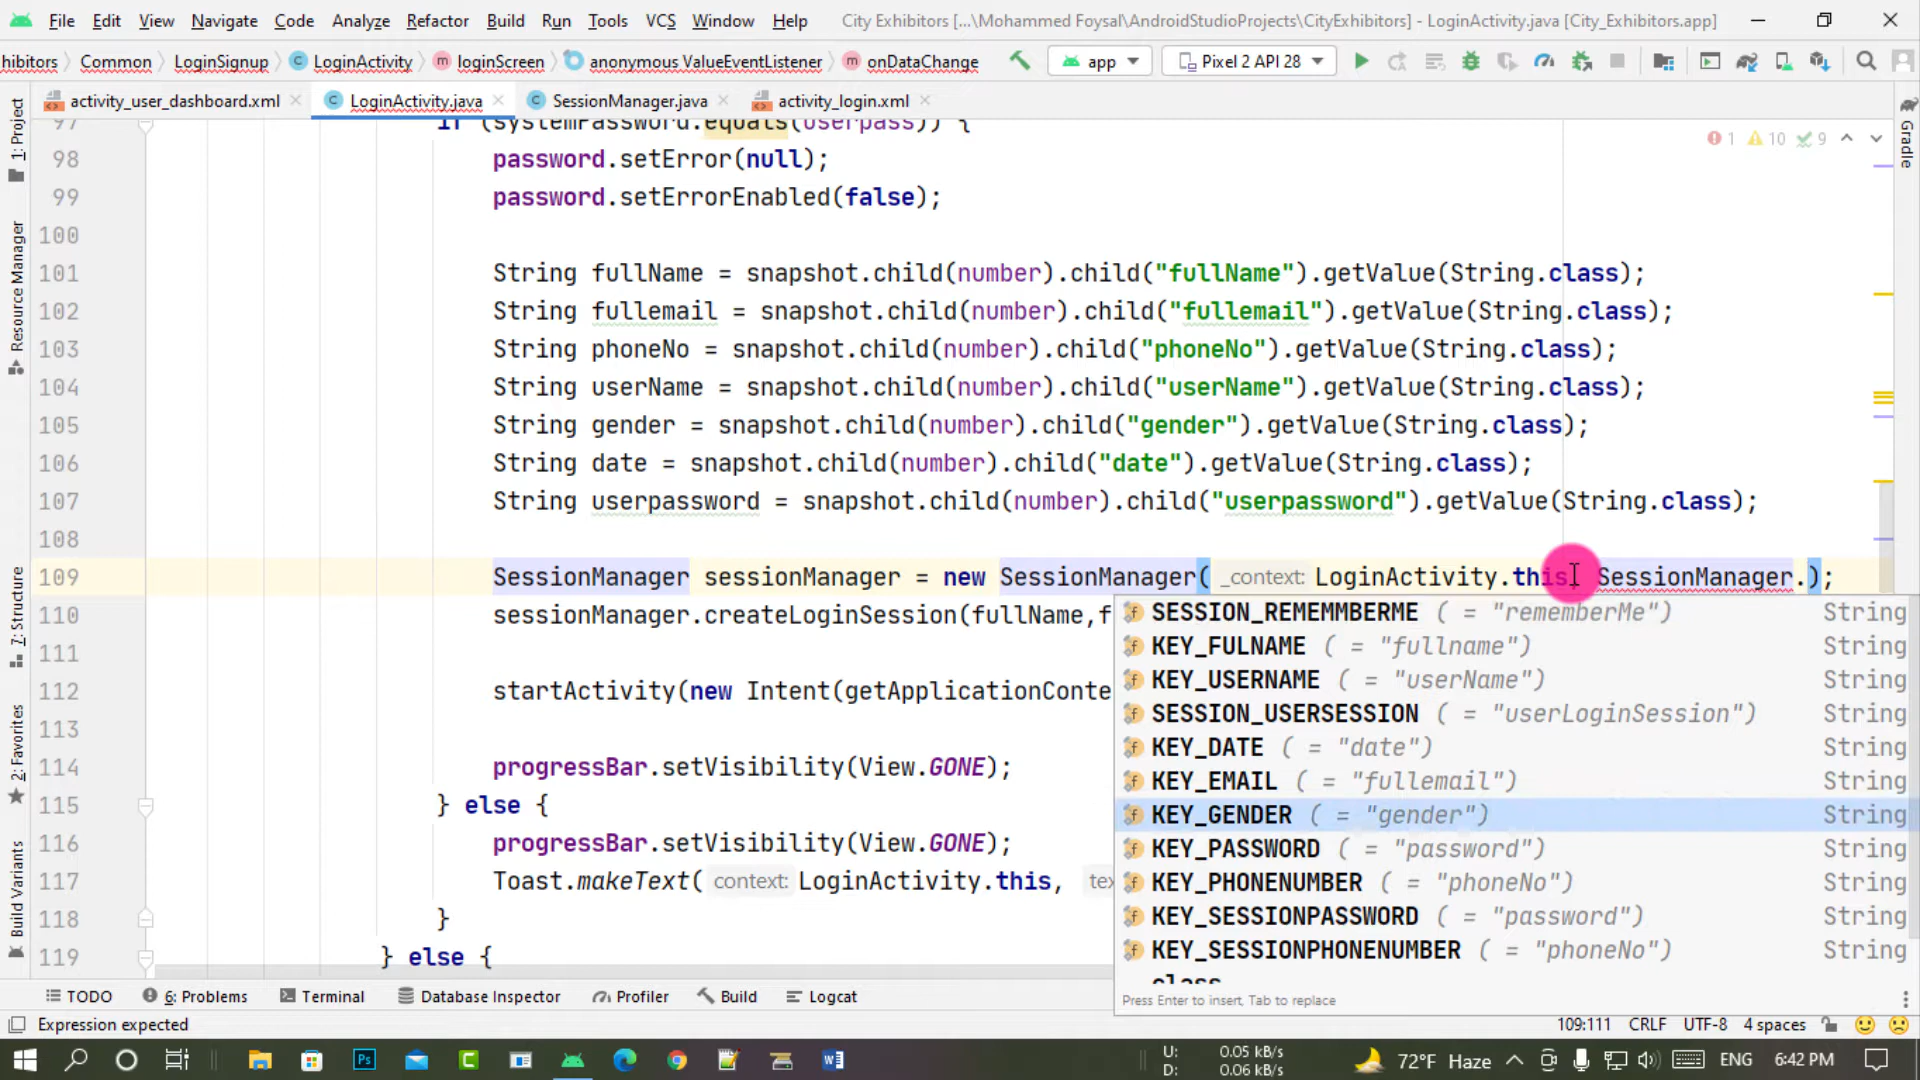 File Edit View Navigate Code Analyze Refactor Build Run Tools VCS Window Help City Exhibitors [...\Mohammed Foysal\AndroidStudioProjects\CityExhibitors] - LoginActivity.java [City_Exhibitors.app]
hibitors Common LoginSignup LoginActivity loginScreen anonymous ValueEventListener onDataChange app Pixel 2 API 28
activity_user_dashboard.xml LoginActivity.java SessionManager.java activity_login.xml
1: Project
Resource Manager
7: Structure
2: Favorites
Build Variants
Gradle
1 10 9
97 if (systemPassword.equals(userpass)) {
98 password.setError(null);
99 password.setErrorEnabled(false);
100
101 String fullName = snapshot.child(number).child("fullName").getValue(String.class);
102 String fullemail = snapshot.child(number).child("fullemail").getValue(String.class);
103 String phoneNo = snapshot.child(number).child("phoneNo").getValue(String.class);
104 String userName = snapshot.child(number).child("userName").getValue(String.class);
105 String gender = snapshot.child(number).child("gender").getValue(String.class);
106 String date = snapshot.child(number).child("date").getValue(String.class);
107 String userpassword = snapshot.child(number).child("userpassword").getValue(String.class);
108
109 SessionManager sessionManager = new SessionManager( _context: LoginActivity.this SessionManager.);
110 sessionManager.createLoginSession(fullName,f
111
112 startActivity(new Intent(getApplicationConte
113
114 progressBar.setVisibility(View.GONE);
115 } else {
116 progressBar.setVisibility(View.GONE);
117 Toast.makeText( context: LoginActivity.this, tex
118 }
119 } else {
SESSION_REMEMMBERME ( = "rememberMe") String
KEY_FULNAME ( = "fullname") String
KEY_USERNAME ( = "userName") String
SESSION_USERSESSION ( = "userLoginSession") String
KEY_DATE ( = "date") String
KEY_EMAIL ( = "fullemail") String
KEY_GENDER ( = "gender") String
KEY_PASSWORD ( = "password") String
KEY_PHONENUMBER ( = "phoneNo") String
KEY_SESSIONPASSWORD ( = "password") String
KEY_SESSIONPHONENUMBER ( = "phoneNo") String
class
Press Enter to insert, Tab to replace
TODO 6: Problems Terminal Database Inspector Profiler Build Logcat
Expression expected 109:111 CRLF UTF-8 4 spaces
U: 0.05 kB/s
D: 0.06 kB/s
72°F Haze ENG 6:42 PM